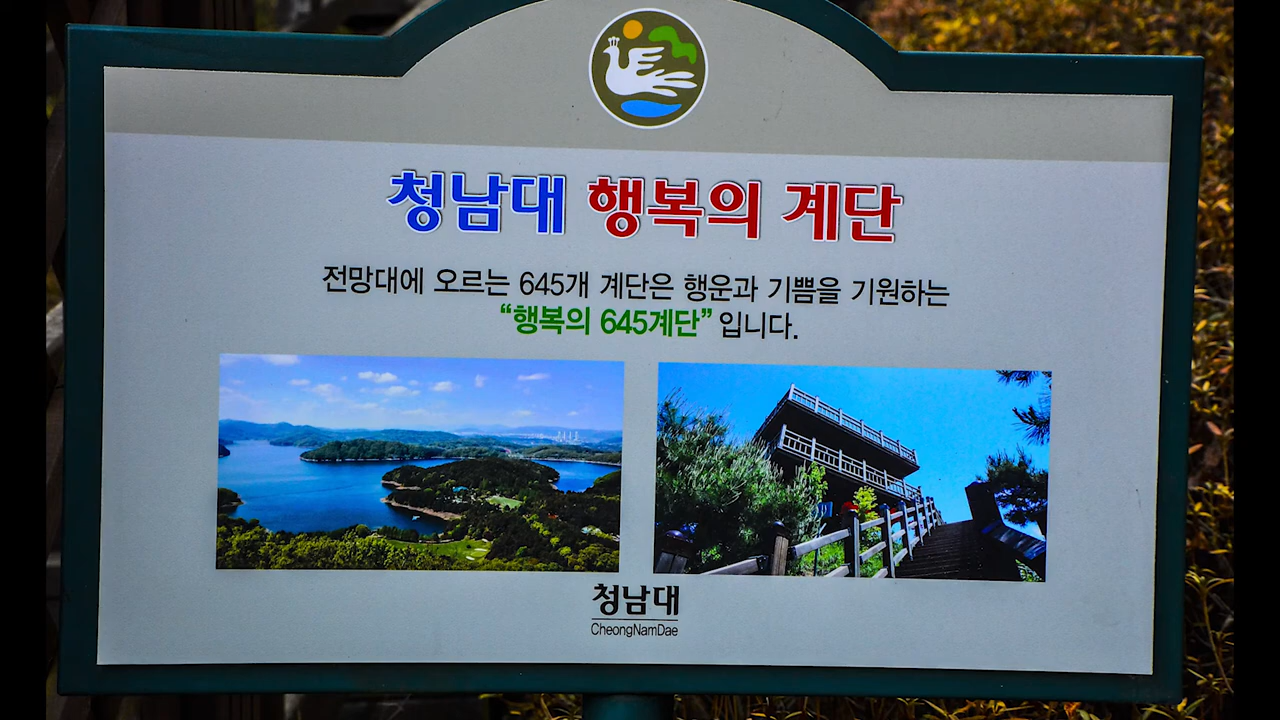 청남대 행복의 계단
전망대에 오르는 645개 계단은 행운과 기쁨을 기원하는
“행복의 645계단” 입니다.
청남대
CheongNamDae